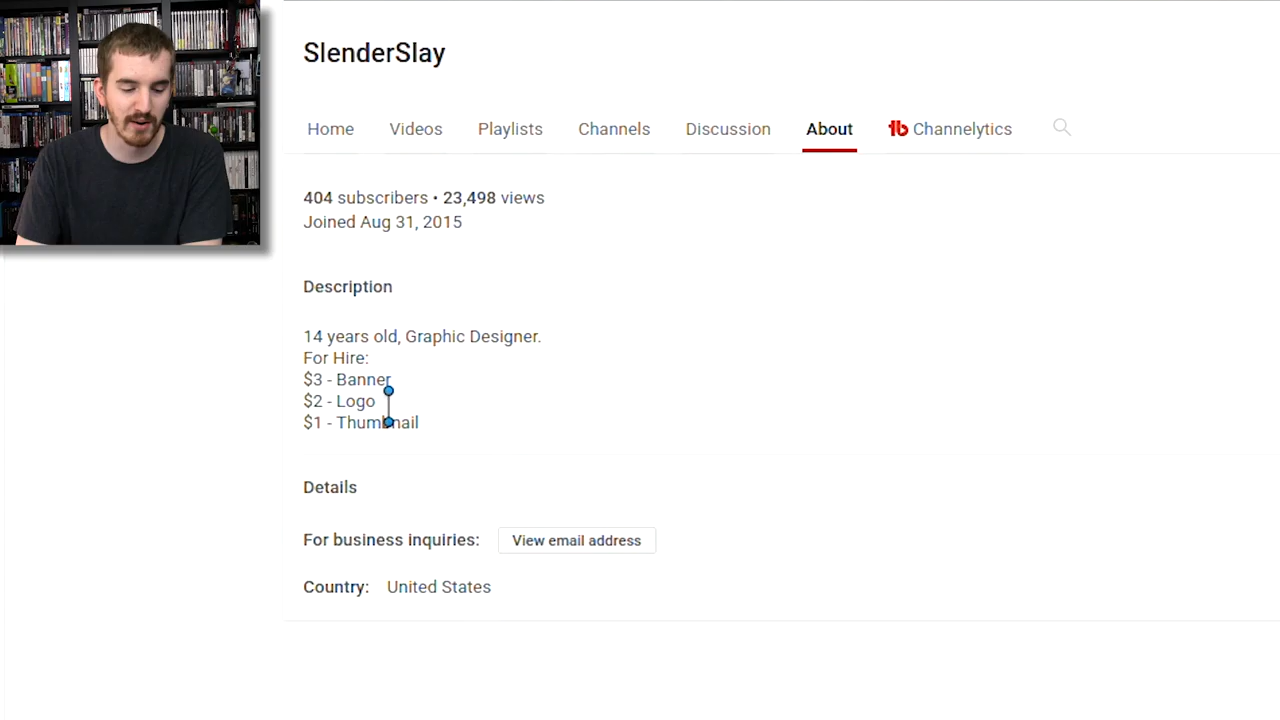 SlenderSlay
Home Videos Playlists Channels Discussion About Channelytics
404 subscribers • 23,498 views
Joined Aug 31, 2015
Description
14 years old, Graphic Designer.
For Hire:
$3 - Banner
$2 - Logo
$1 - Thumbnail
Details
For business inquiries: View email address
Country: United States